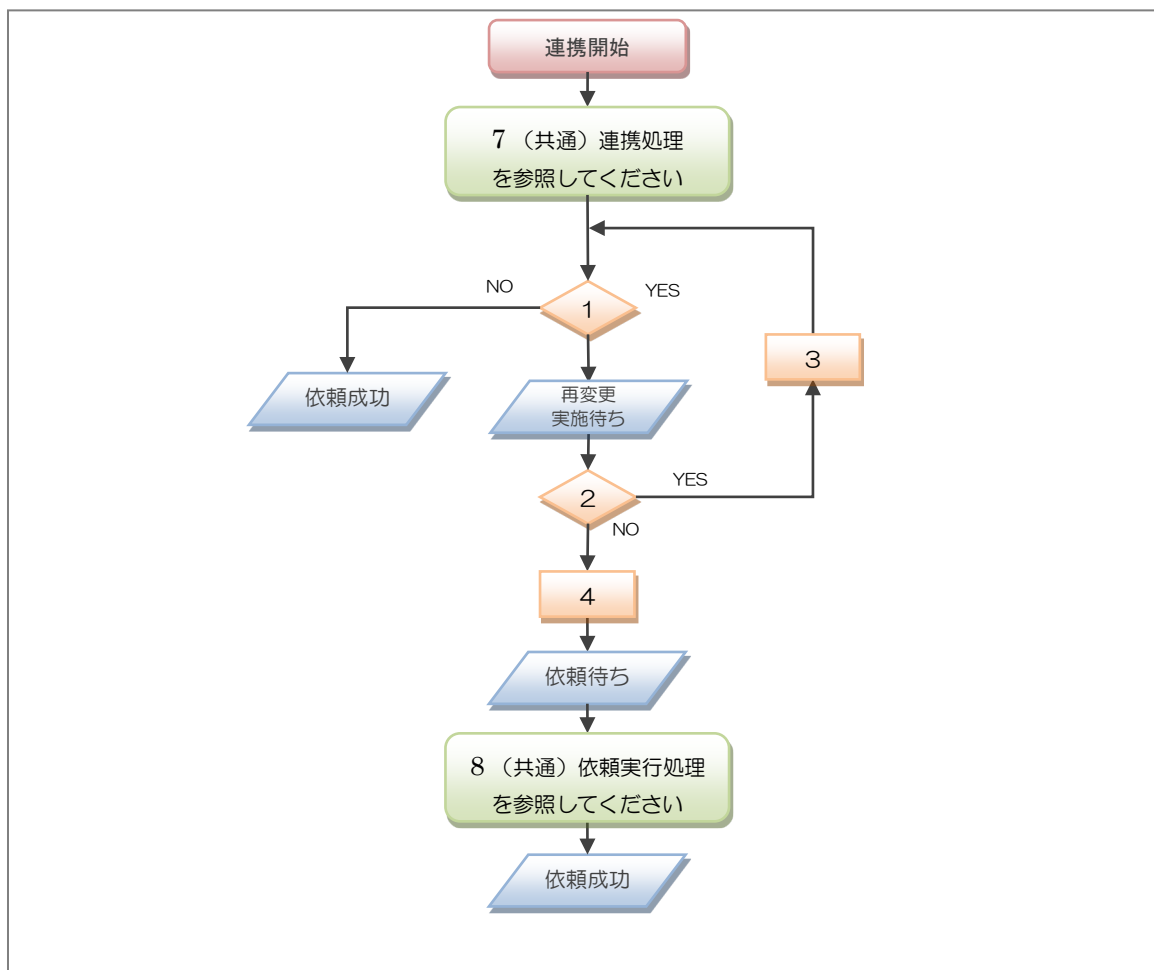 連携開始
7 （共通）連携処理
を参照してください
NO
YES
1
3
依頼成功
再変更
実施待ち
2
YES
NO
4
依頼待ち
8 （共通）依頼実行処理
を参照してください
依頼成功